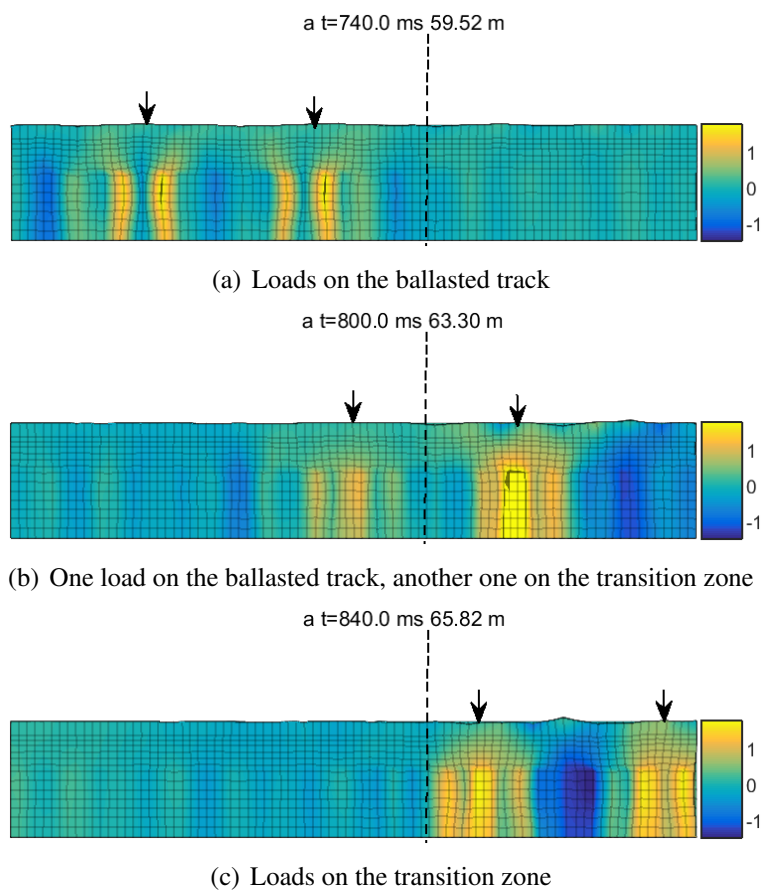 a t=740.0 ms 59.52 m
1
0
-1
(a) Loads on the ballasted track
a t=800.0 ms 63.30 m
1
0
-1
(b) One load on the ballasted track, another one on the transition zone
a t=840.0 ms 65.82 m
1
0
-1
(c) Loads on the transition zone